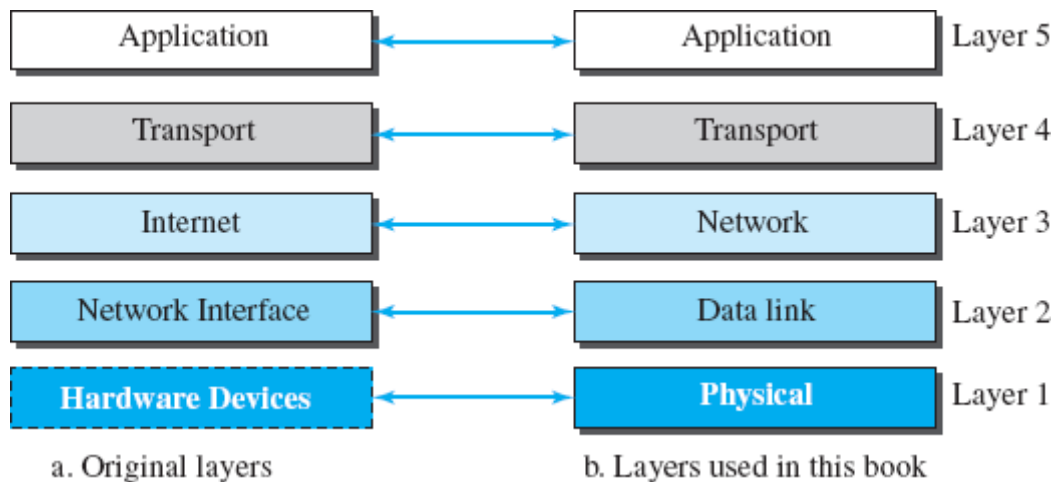 Application Application Layer 5
Transport Transport Layer 4
Internet Network Layer 3
Network Interface Data link Layer 2
Hardware Devices Physical Layer 1
a. Original layers b. Layers used in this book